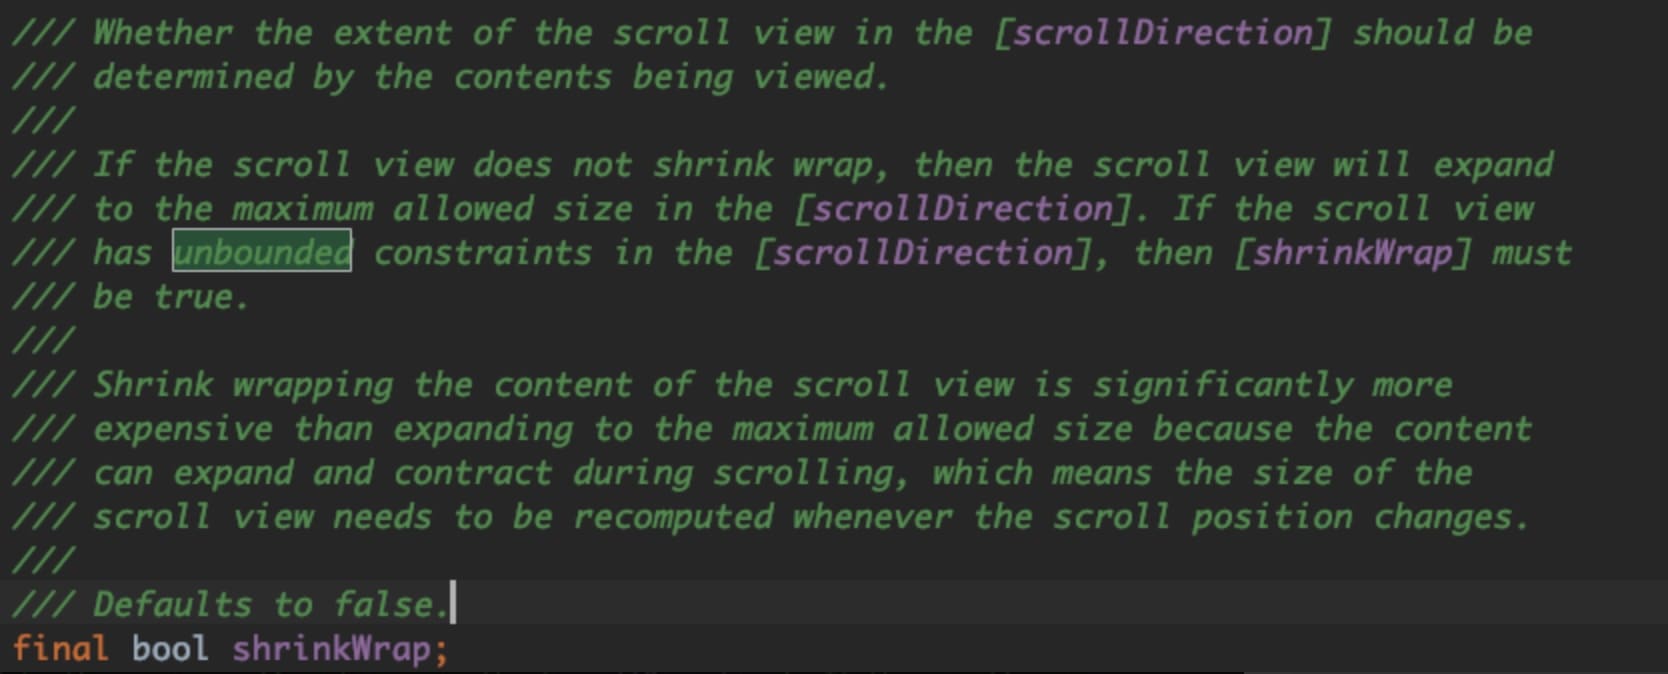 /// Whether the extent of the scroll view in the [scrollDirection] should be
/// determined by the contents being viewed.
///
/// If the scroll view does not shrink wrap, then the scroll view will expand
/// to the maximum allowed size in the [scrollDirection]. If the scroll view
/// has unbounded constraints in the [scrollDirection], then [shrinkWrap] must
/// be true.
///
/// Shrink wrapping the content of the scroll view is significantly more
/// expensive than expanding to the maximum allowed size because the content
/// can expand and contract during scrolling, which means the size of the
/// scroll view needs to be recomputed whenever the scroll position changes.
///
/// Defaults to false.
final bool shrinkWrap;